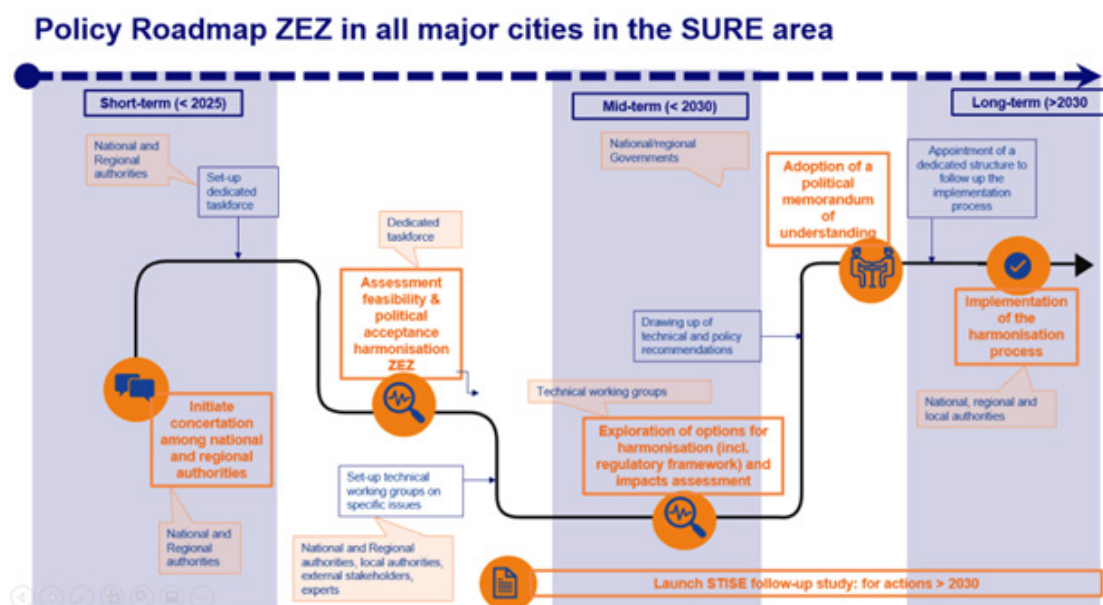 Policy Roadmap ZEZ in all major cities in the SURE area
Short-term (< 2025)
Mid-term (< 2030)
Long-term (>2030
National and
Regional
authorities
Set-up
dedicated
taskforce
Dedicated
taskforce
Assessment
feasibility &
political
acceptance
harmonisation
ZEZ
Initiate
concertation
among national
and regional
authorities
National and
Regional
authorities
Set-up technical
working groups on
specific issues
National and Regional
authorities, local authorities,
external stakeholders,
experts
National/regional
Governments
Adoption of a
political
memorandum
of
understanding
Drawing up of
technical and policy
recommendations
Technical working groups
Exploration of options for
harmonisation (incl.
regulatory framework) and
impacts assessment
Appointment of a
dedicated structure to
follow up the
implementation
process
Implementation
of the
harmonisation
process
National, regional and
local authorities
Launch STISE follow-up study: for actions > 2030